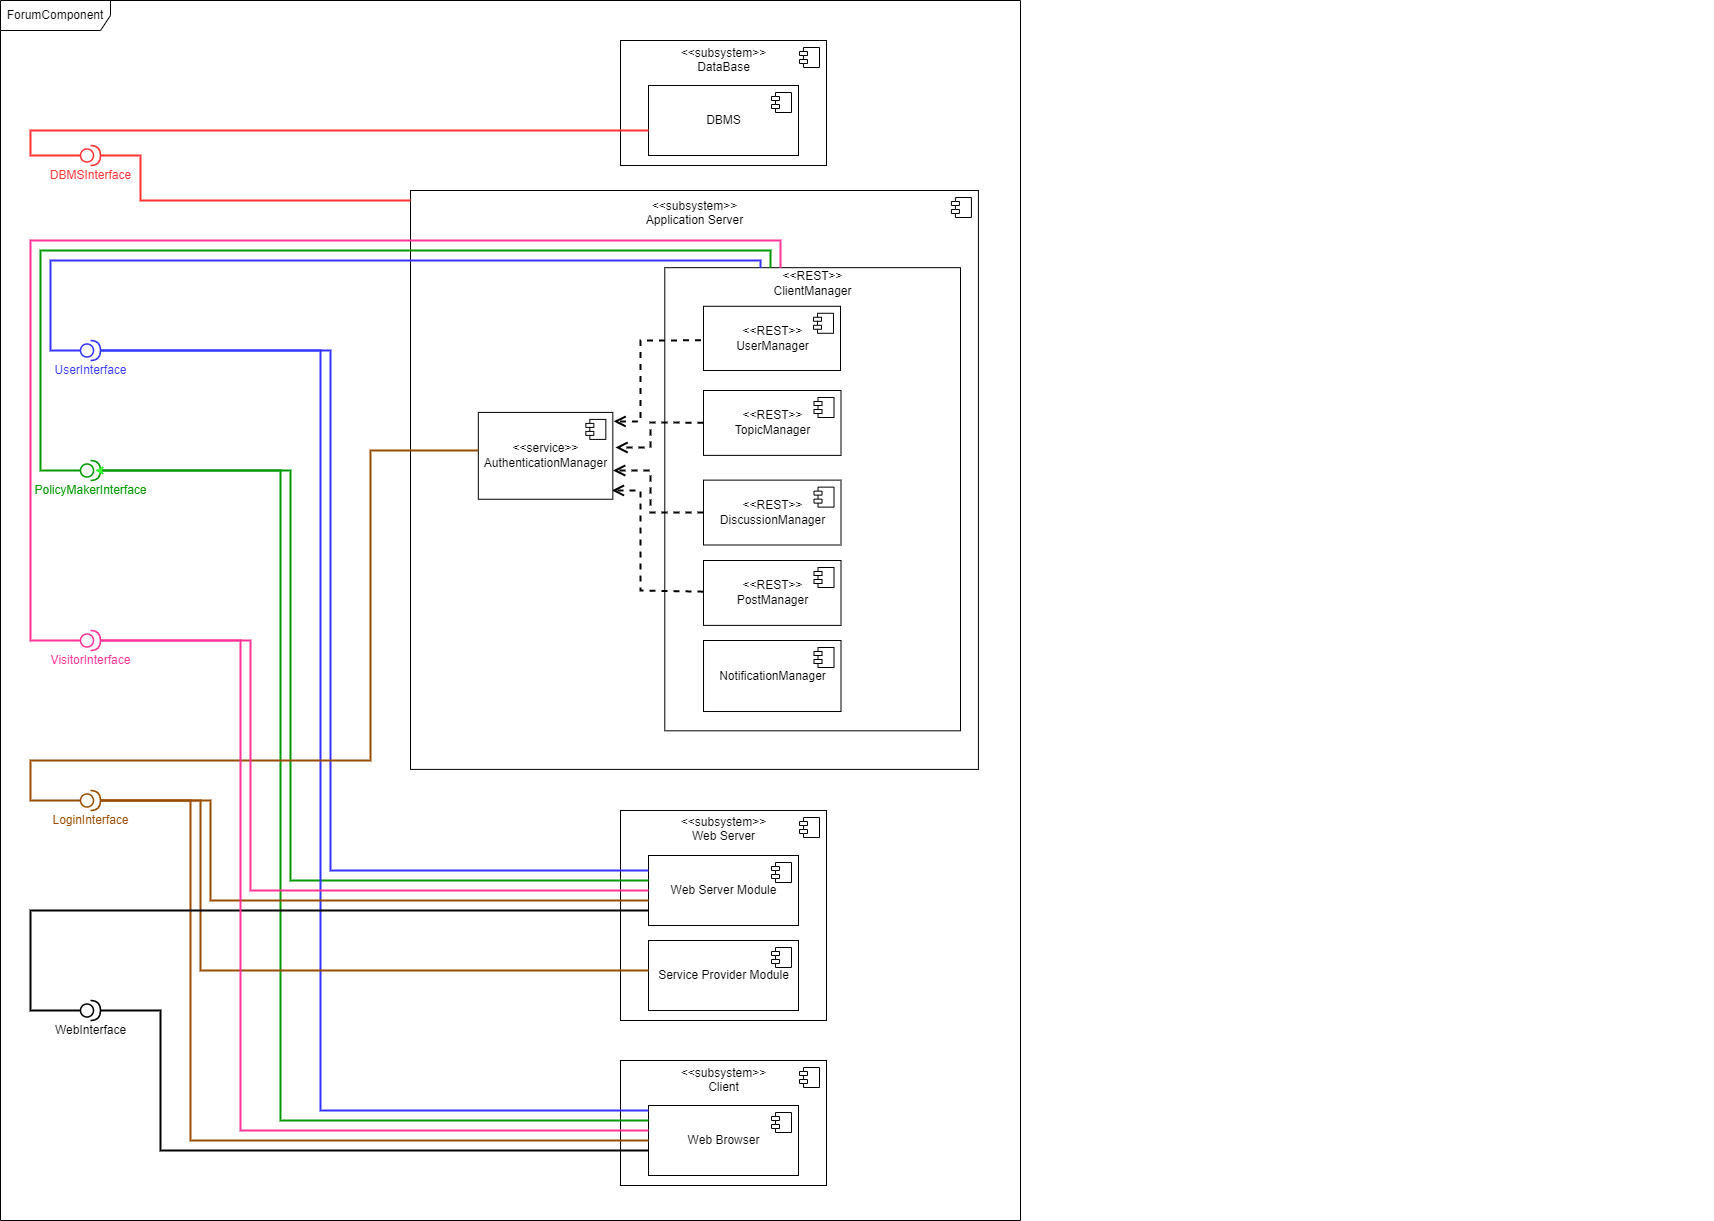 ForumComponent
<<subsystem>>
DataBase
DBMS
DBMSInterface
<<subsystem>>
Application Server
<<REST>>
ClientManager
<<REST>>
UserManager
UserInterface
<<REST>>
TopicManager
<<service>>
AuthenticationManager
PolicyMakerInterface
<<REST>>
DiscussionManager
<<REST>>
PostManager
VisitorInterface
NotificationManager
LoginInterface
<<subsystem>>
Web Server
Web Server Module
Service Provider Module
WebInterface
<<subsystem>>
Client
Web Browser